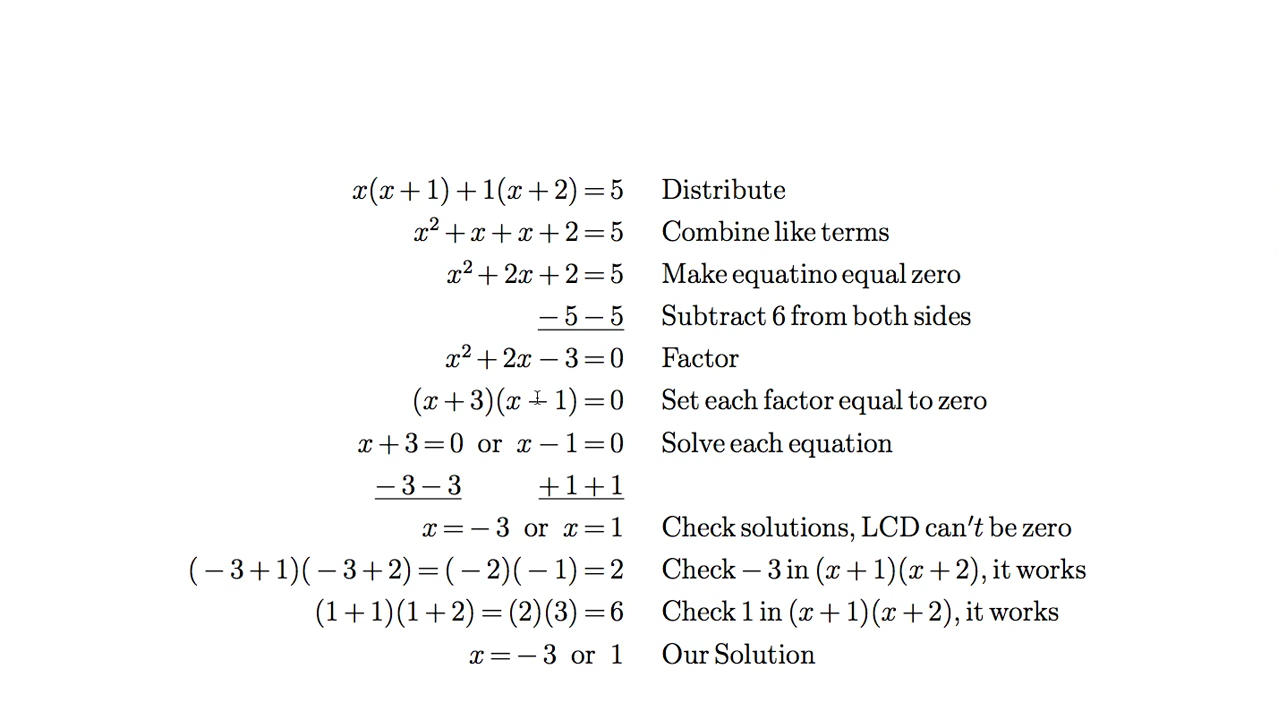 x(x + 1) + 1(x + 2) = 5 Distribute
x² + x + x + 2 = 5 Combine like terms
x² + 2x + 2 = 5 Make equatino equal zero
− 5 − 5 Subtract 6 from both sides
x² + 2x − 3 = 0 Factor
(x + 3)(x − 1) = 0 Set each factor equal to zero
x + 3 = 0 or x − 1 = 0 Solve each equation
− 3 − 3 + 1 + 1
x = − 3 or x = 1 Check solutions, LCD can't be zero
( − 3 + 1)( − 3 + 2) = ( − 2)( − 1) = 2 Check − 3 in (x + 1)(x + 2), it works
(1 + 1)(1 + 2) = (2)(3) = 6 Check 1 in (x + 1)(x + 2), it works
x = − 3 or 1 Our Solution